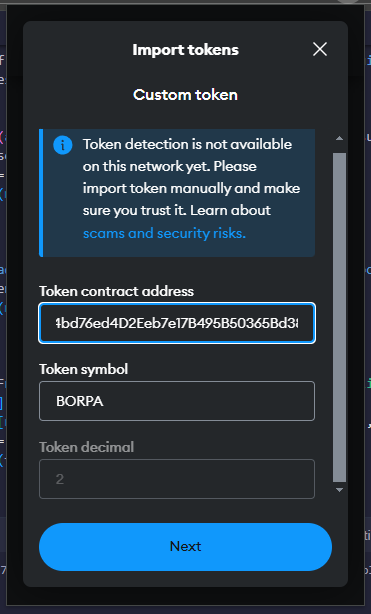 Import tokens
Custom token
Token detection is not available
on this network yet. Please
import token manually and make
sure you trust it. Learn about
scams and security risks.
Token contract address
bd76ed4D2Eeb7e17B495B50365Bd3
Token symbol
BORPA
Token decimal
2
Next